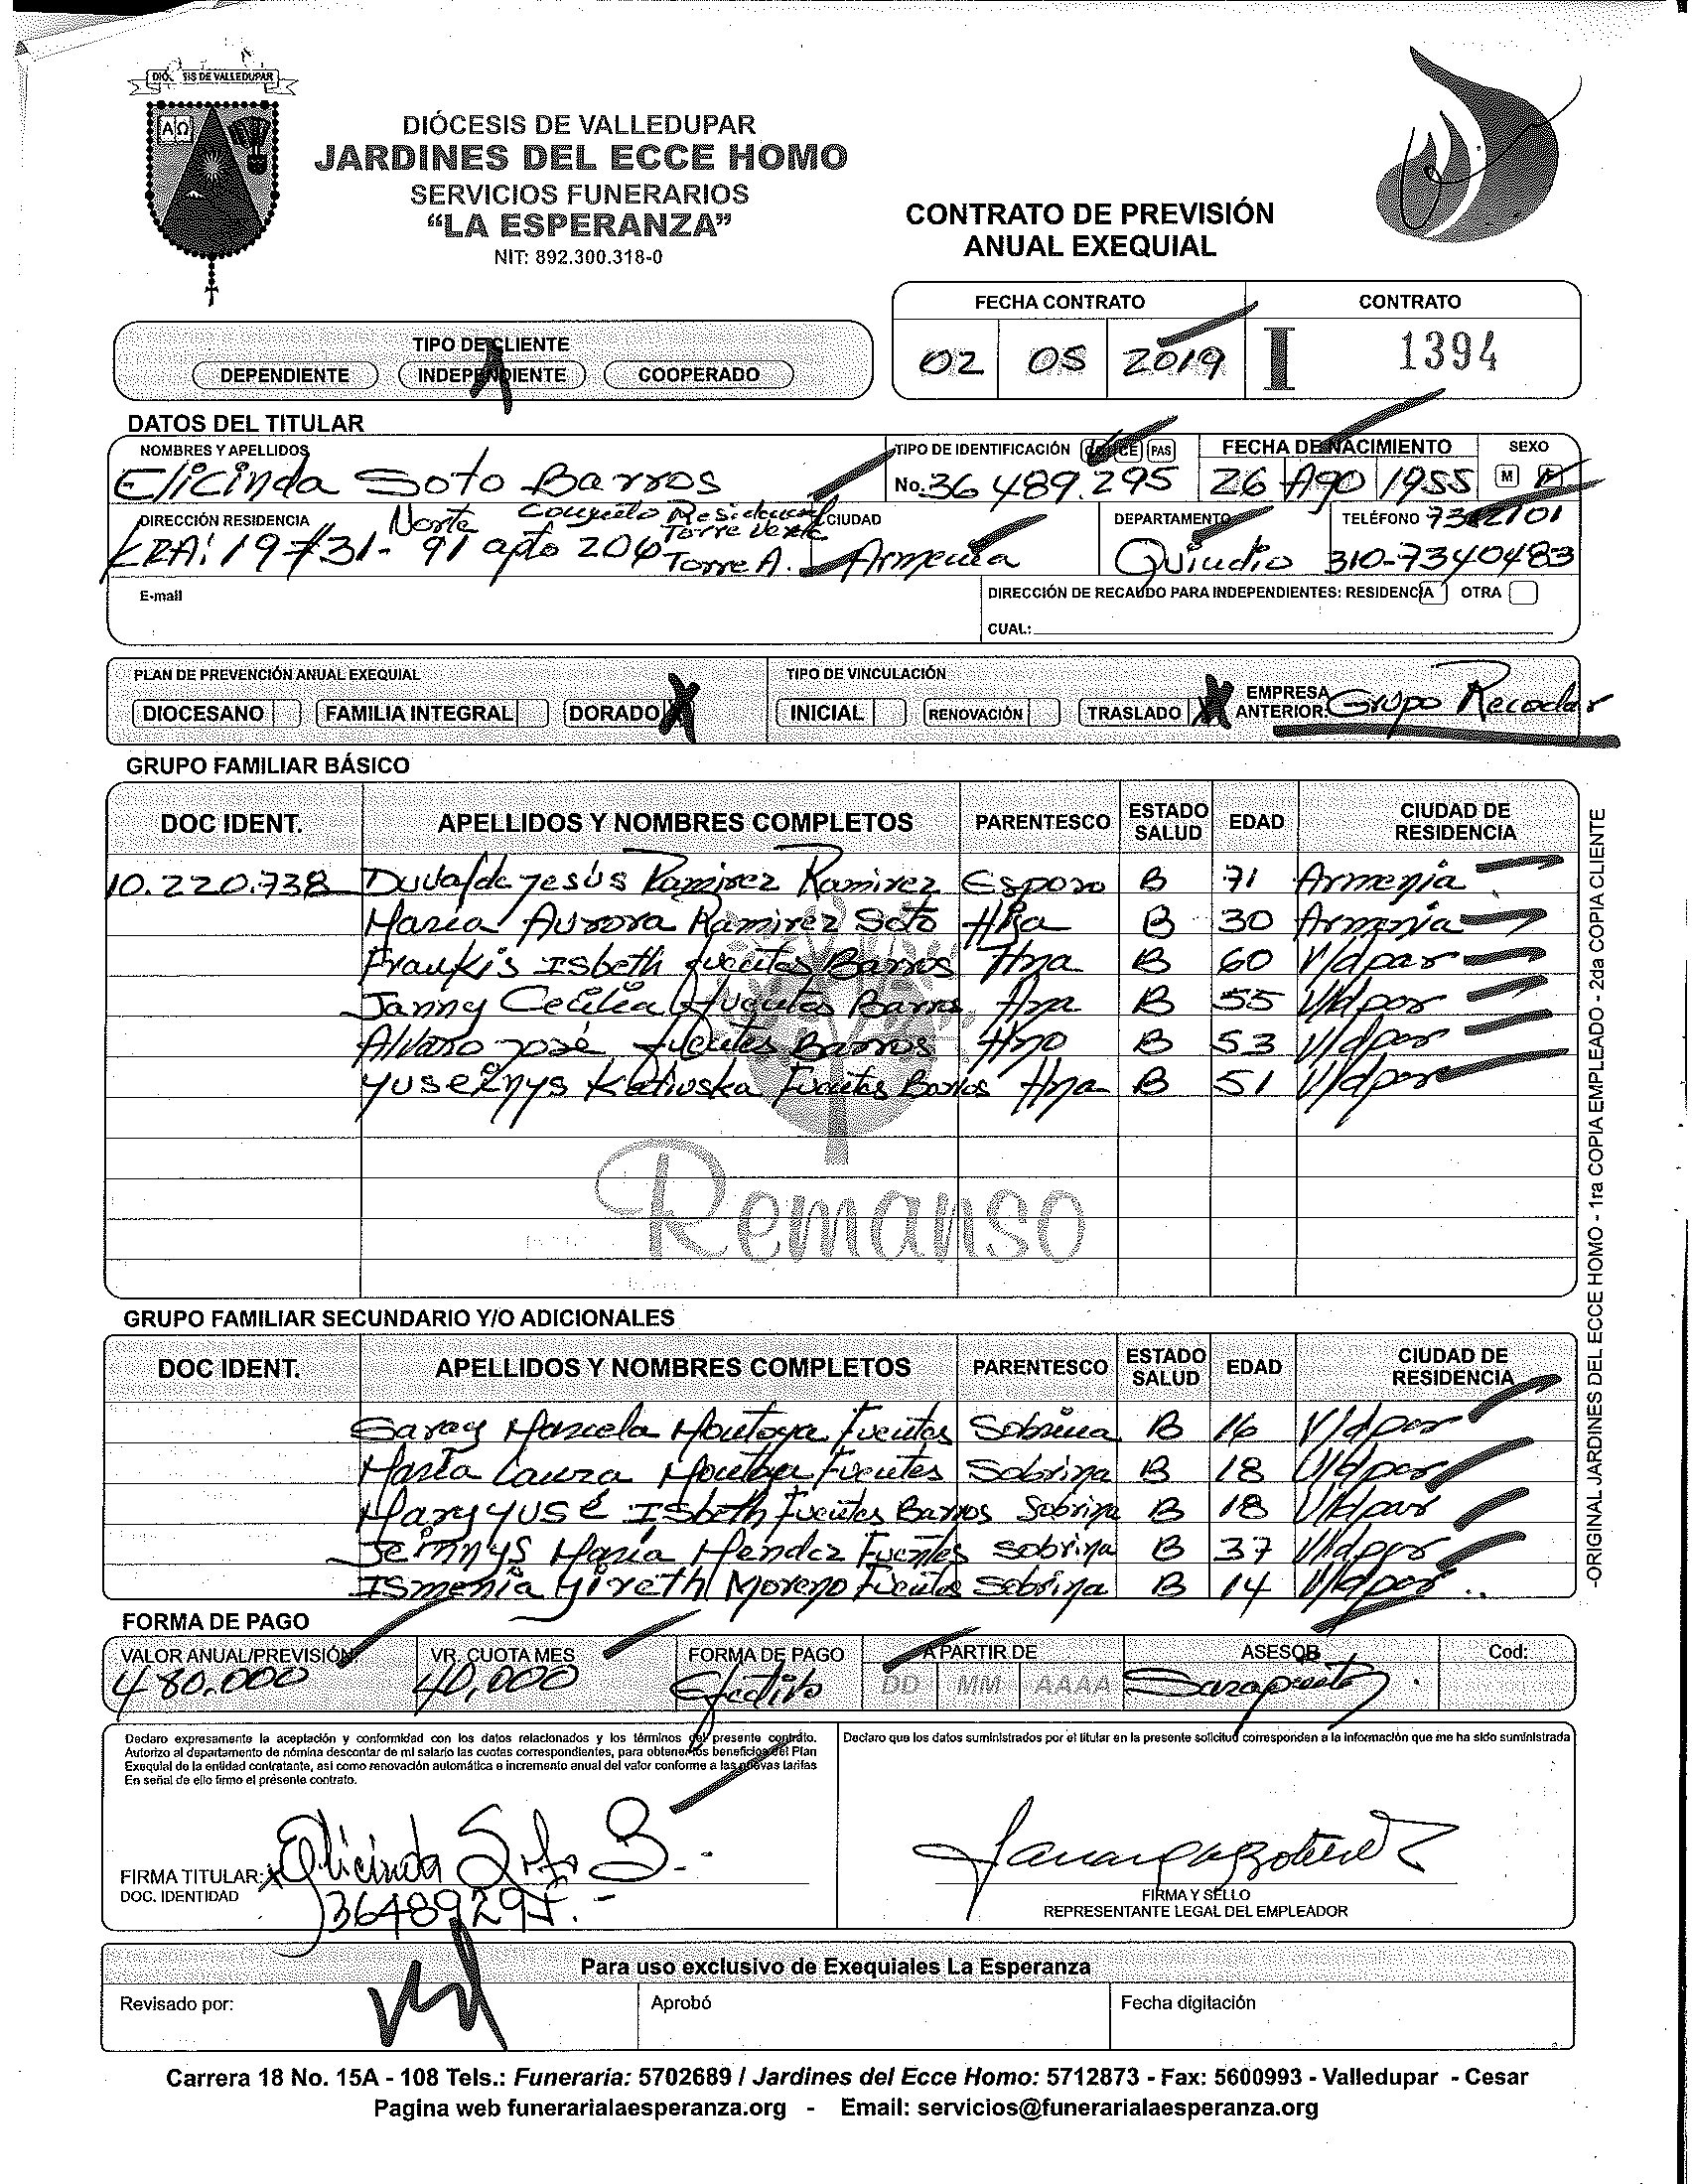 DIÓCESIS DE VALLEDUPAR
DIÓCESIS DE VALLEDUPAR
JARDINES DEL ECCE HOMO
SERVICIOS FUNERARIOS
“LA ESPERANZA”
NIT: 892.300.318-0
CONTRATO DE PREVISIÓN
ANUAL EXEQUIAL
FECHA CONTRATO CONTRATO
02 05 2019 I 1394
TIPO DE CLIENTE
DEPENDIENTE INDEPENDIENTE COOPERADO
DATOS DEL TITULAR
NOMBRES Y APELLIDOS TIPO DE IDENTIFICACIÓN CE PAS FECHA DE NACIMIENTO SEXO
Elicinda Soto Barros No. 36489.295 26 Ago 1955 M
DIRECCIÓN RESIDENCIA Norte Residencial Torre Verde CIUDAD DEPARTAMENTO TELÉFONO 7312101
KRA: 19 #31- 91 apto 204 Torre A. Armenia Quindio 310-7340483
E-mail DIRECCIÓN DE RECAUDO PARA INDEPENDIENTES: RESIDENCIA OTRA
CUAL:
PLAN DE PREVENCIÓN ANUAL EXEQUIAL TIPO DE VINCULACIÓN
DIOCESANO FAMILIA INTEGRAL DORADO X INICIAL RENOVACIÓN TRASLADO X EMPRESA ANTERIOR: Grupo Recordar
GRUPO FAMILIAR BÁSICO
DOC IDENT. APELLIDOS Y NOMBRES COMPLETOS PARENTESCO ESTADO SALUD EDAD CIUDAD DE RESIDENCIA
10.220.738 Duval de Jesús Ramirez Ramirez Esposo B 71 Armenia
Maria Aurora Ramirez Soto Hija B 30 Armenia
Frankis Isbeth Fuentes Barros Hna B 60 V/dpar
Janny Cecilia Fuentes Barros Hna B 55 V/dpar
Alvaro José Fuentes Barros Hno B 53 V/dpar
Yuseinys Katiuska Fuentes Barros Hna B 51 V/dpar
Remanso
GRUPO FAMILIAR SECUNDARIO Y/O ADICIONALES
DOC IDENT. APELLIDOS Y NOMBRES COMPLETOS PARENTESCO ESTADO SALUD EDAD CIUDAD DE RESIDENCIA
Saray Marcela Montoya Fuentes Sobrina B 16 V/dpar
Maria Laura Montoya Fuentes Sobrina B 18 V/dpar
Maryyuse Isbeth Fuentes Barros Sobrina B 18 V/dpar
Jeinnys Maria Mendez Fuentes Sobrina B 37 V/dpar
Ismenia Yireth Moreno Fuentes Sobrina B 14 V/dpar
FORMA DE PAGO
VALOR ANUAL/PREVISIÓN VR. CUOTA MES FORMA DE PAGO A PARTIR DE ASESOR Cod:
480.000 40,000 Efectivo DD MM AAAA
Declaro expresamente la aceptación y conformidad con los datos relacionados y los términos del presente contrato.
Autorizo al departamento de nómina descontar de mi salario las cuotas correspondientes, para obtener los beneficios del Plan
Exequial de la entidad contratante, asi como renovación automática e incremento anual del valor conforme a las nuevas tarifas
En señal de ello firmo el présente contrato.
Declaro que los datos suministrados por el titular en la presente solicitud corresponden a la información que me ha sido suministrada
FIRMA TITULAR: Elicinda Soto B.
DOC. IDENTIDAD 36489295.
FIRMA Y SELLO
REPRESENTANTE LEGAL DEL EMPLEADOR
Para uso exclusivo de Exequiales La Esperanza
Revisado por: Aprobó Fecha digitación
Carrera 18 No. 15A - 108 Tels.: Funeraria: 5702689 / Jardines del Ecce Homo: 5712873 - Fax: 5600993 - Valledupar - Cesar
Pagina web funerarialaesperanza.org - Email: servicios@funerarialaesperanza.org
-ORIGINAL JARDINES DEL ECCE HOMO - 1ra COPIA EMPLEADO - 2da COPIA CLIENTE